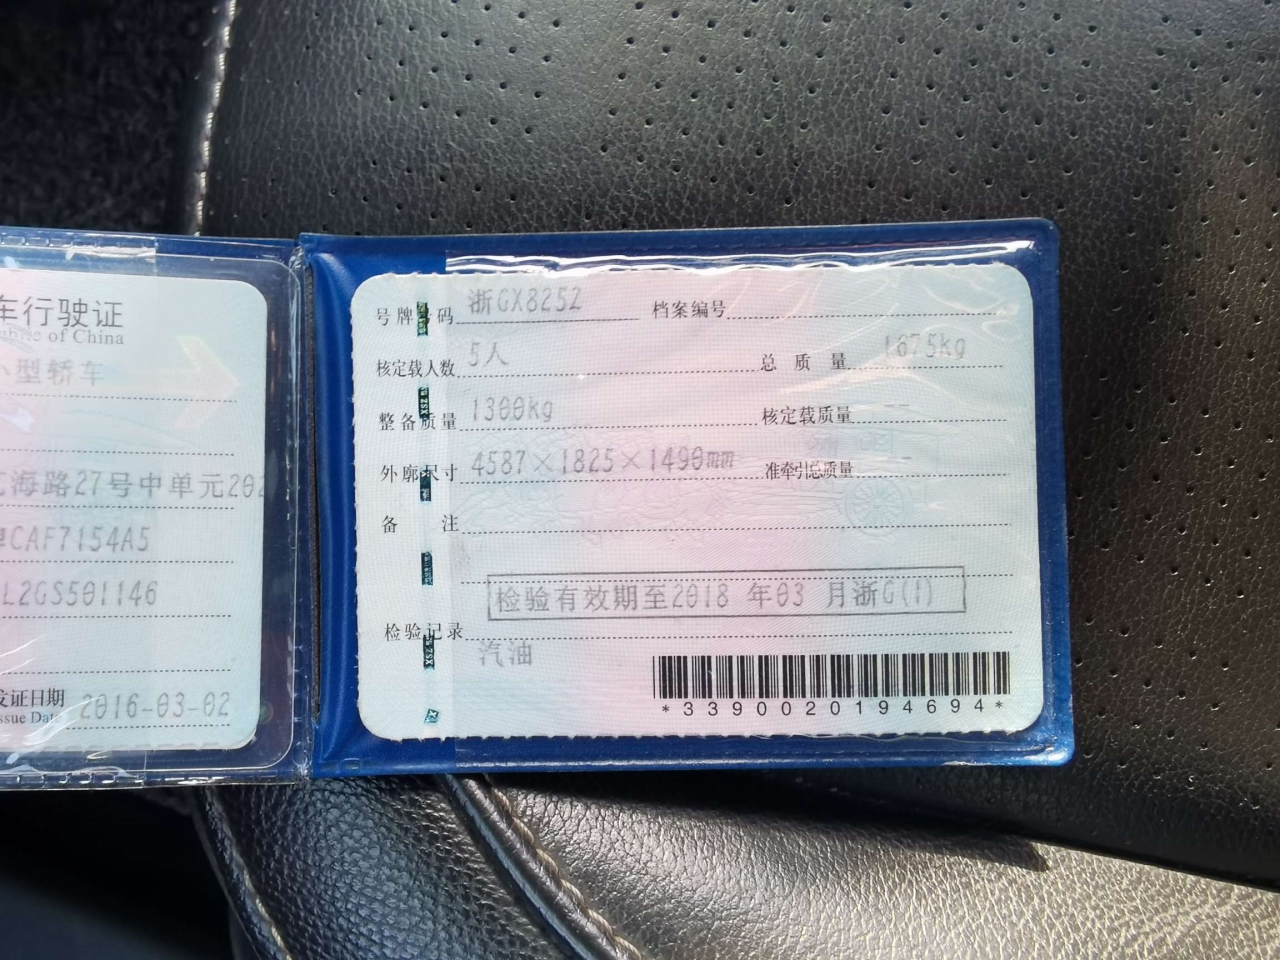 车行驶证
ublic of China
小型轿车
海路27号中单元202
CAF7154A5
L2GS501146
发证日期
Issue Date
2016-03-02
号牌号码 浙GX8252 档案编号
核定载人数 5人 总质量 1675kg
整备质量 1300kg 核定载质量 --
外廓尺寸 4587×1825×1490mm 准牵引总质量 --
备注
检验有效期至2018 年03 月浙G(1)
检验记录
汽油
*3390020194694*